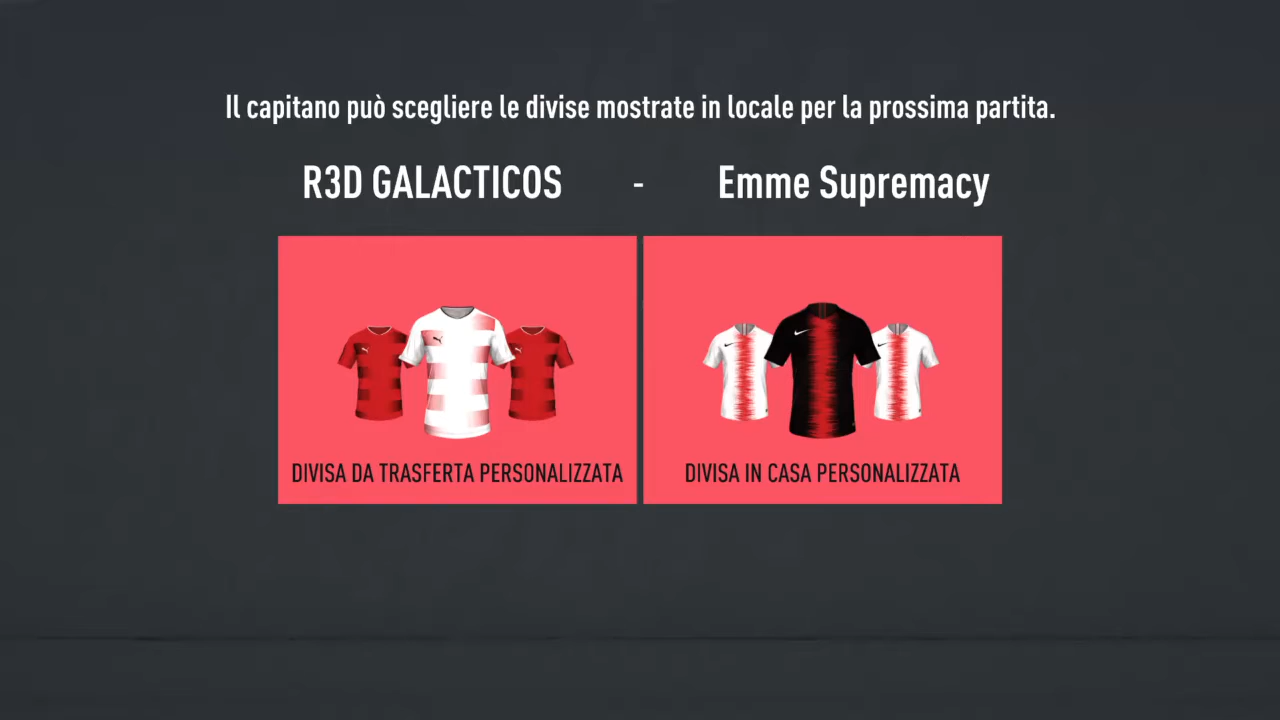 Il capitano può scegliere le divise mostrate in locale per la prossima partita.
R3D GALACTICOS - Emme Supremacy
DIVISA DA TRASFERTA PERSONALIZZATA
DIVISA IN CASA PERSONALIZZATA